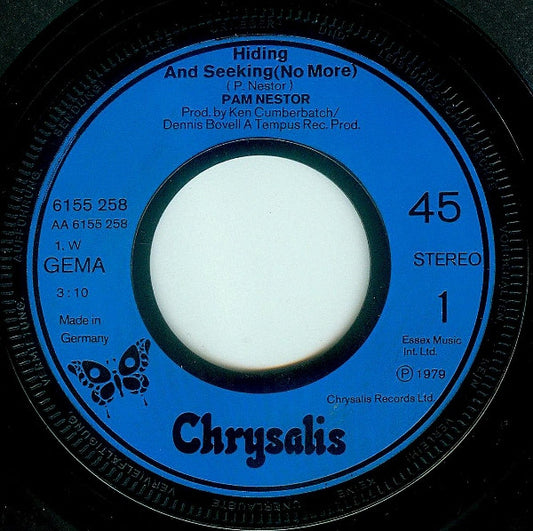 Hiding
And Seeking(No More)
( P. Nestor )
PAM NESTOR
Prod. by Ken Cumberbatch/
Dennis Bovell A Tempus Rec. Prod.
6155 258
AA 6155 258
1. W
GEMA
3 : 10
Made in
Germany
45
STEREO
1
Essex Music
Int. Ltd.
Ⓟ 1979
Chrysalis Records Ltd.
Chrysalis